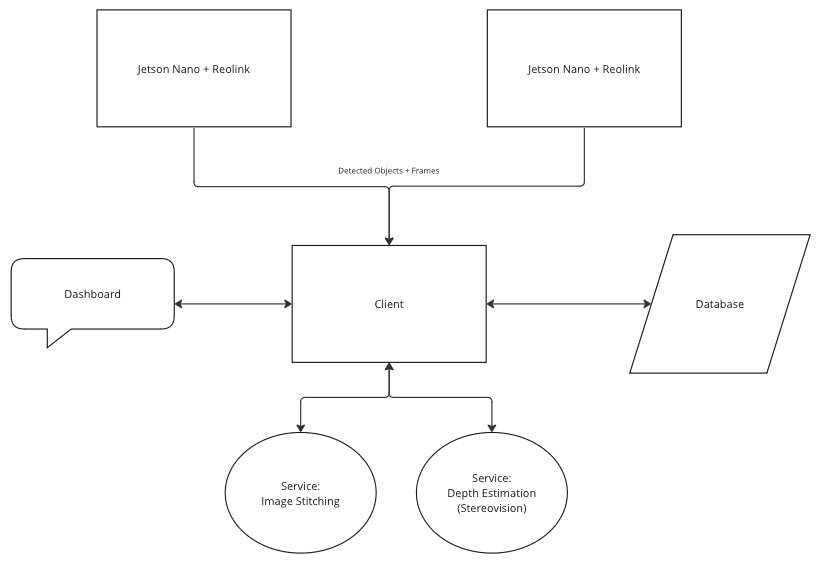 Jetson Nano + Reolink
Jetson Nano + Reolink
Detected Objects + Frames
Dashboard
Client
Database
Service:
Image Stitching
Service:
Depth Estimation
(Stereovision)